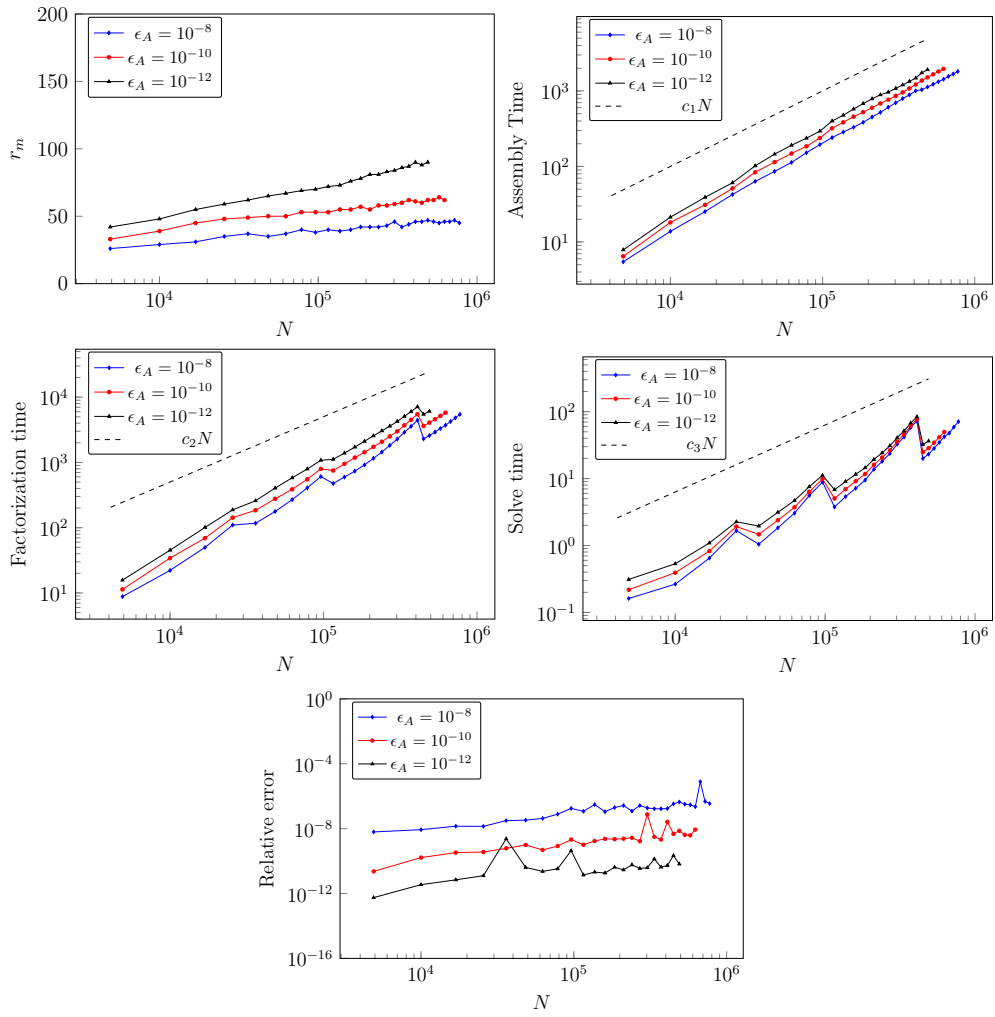 200
150
100
50
0
r_m
ϵ_A = 10^{-8}
ϵ_A = 10^{-10}
ϵ_A = 10^{-12}
10^4
10^5
10^6
N
10^3
10^2
10^1
Assembly Time
ϵ_A = 10^{-8}
ϵ_A = 10^{-10}
ϵ_A = 10^{-12}
c_1N
10^4
10^5
10^6
N
10^4
10^3
10^2
10^1
Factorization time
ϵ_A = 10^{-8}
ϵ_A = 10^{-10}
ϵ_A = 10^{-12}
c_2N
10^4
10^5
10^6
N
10^2
10^1
10^0
10^{-1}
Solve time
ϵ_A = 10^{-8}
ϵ_A = 10^{-10}
ϵ_A = 10^{-12}
c_3N
10^4
10^5
10^6
N
10^0
10^{-4}
10^{-8}
10^{-12}
10^{-16}
Relative error
ϵ_A = 10^{-8}
ϵ_A = 10^{-10}
ϵ_A = 10^{-12}
10^4
10^5
10^6
N